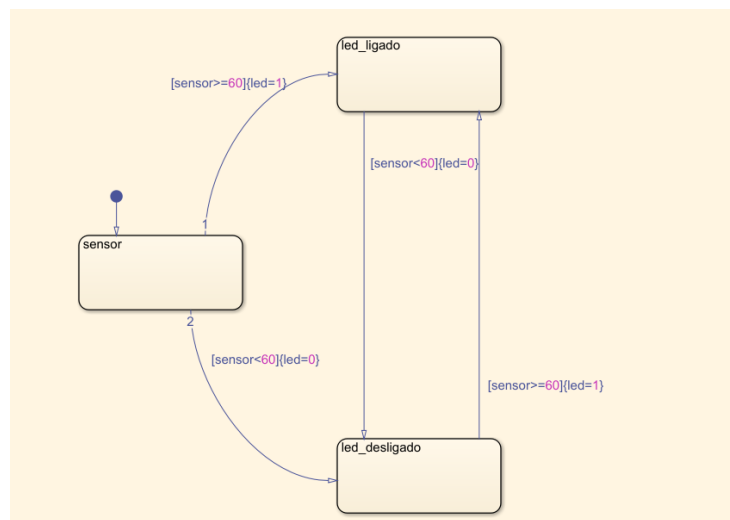 led_ligado
[sensor>=60]{led=1}
[sensor<60]{led=0}
1
sensor
2
[sensor<60]{led=0}
[sensor>=60]{led=1}
led_desligado